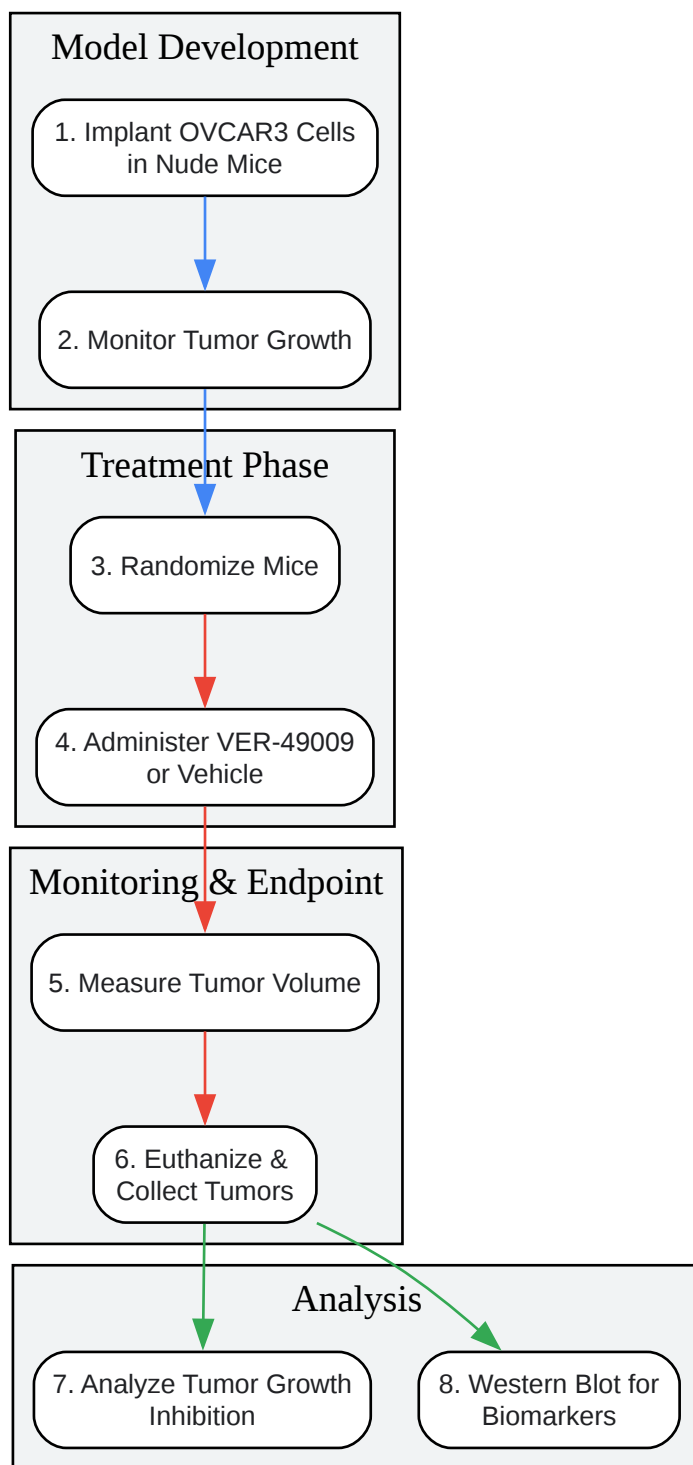 Model Development
1. Implant OVCAR3 Cells
in Nude Mice
2. Monitor Tumor Growth
Treatment Phase
3. Randomize Mice
4. Administer VER-49009
or Vehicle
Monitoring & Endpoint
5. Measure Tumor Volume
6. Euthanize &
Collect Tumors
Analysis
7. Analyze Tumor Growth
Inhibition
8. Western Blot for
Biomarkers